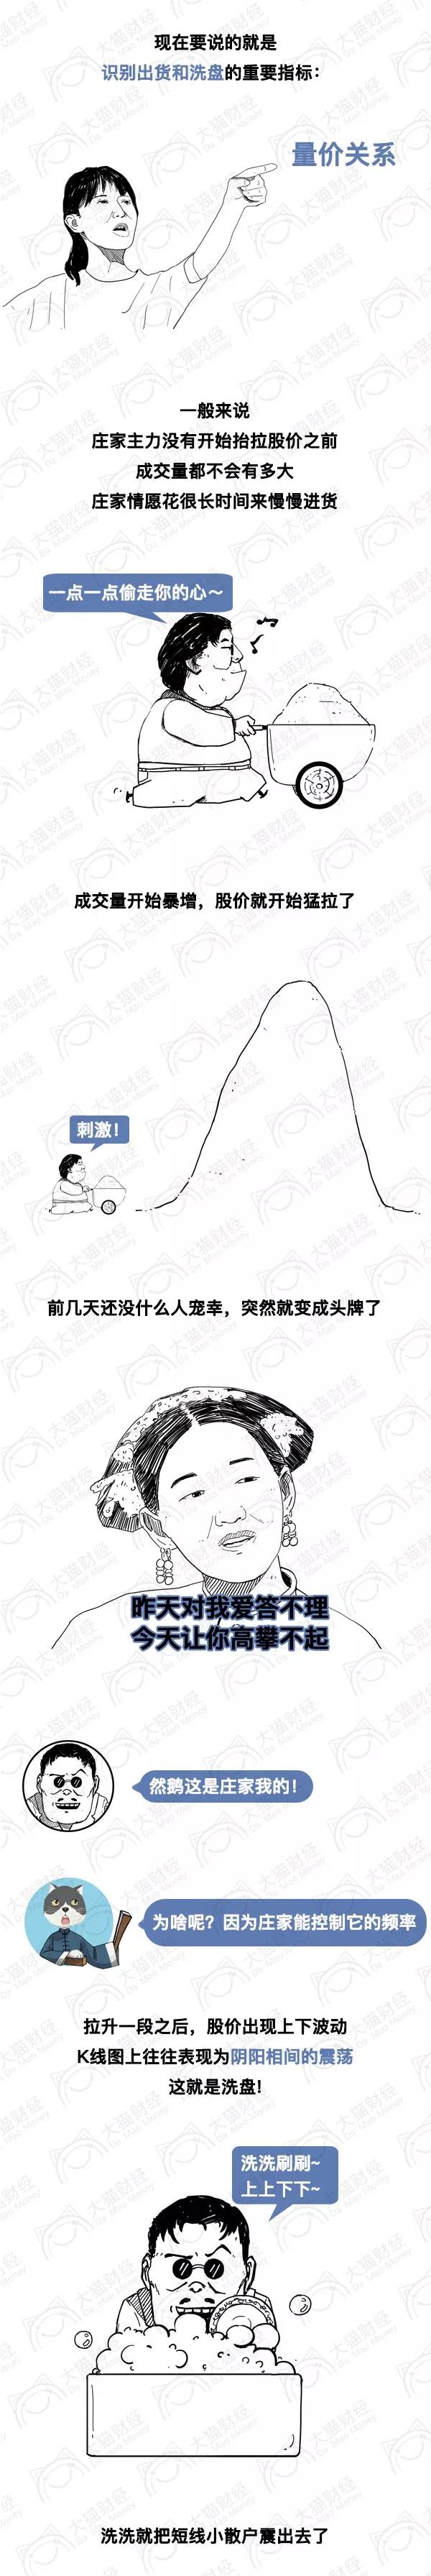 现在要说的就是
识别出货和洗盘的重要指标：
量价关系
一般来说
庄家主力没有开始抬拉股价之前
成交量都不会有多大
庄家情愿花很长时间来慢慢进货
一点一点偷走你的心～
成交量开始暴增，股价就开始猛拉了
刺激！
前几天还没什么人宠幸，突然就变成头牌了
昨天对我爱答不理
今天让你高攀不起
然鹅这是庄家我的！
为啥呢？因为庄家能控制它的频率
拉升一段之后，股价出现上下波动
K线图上往往表现为阴阳相间的震荡
这就是洗盘!
洗洗刷刷~
上上下下~
洗洗就把短线小散户震出去了
大猫财经
Da Mao Money